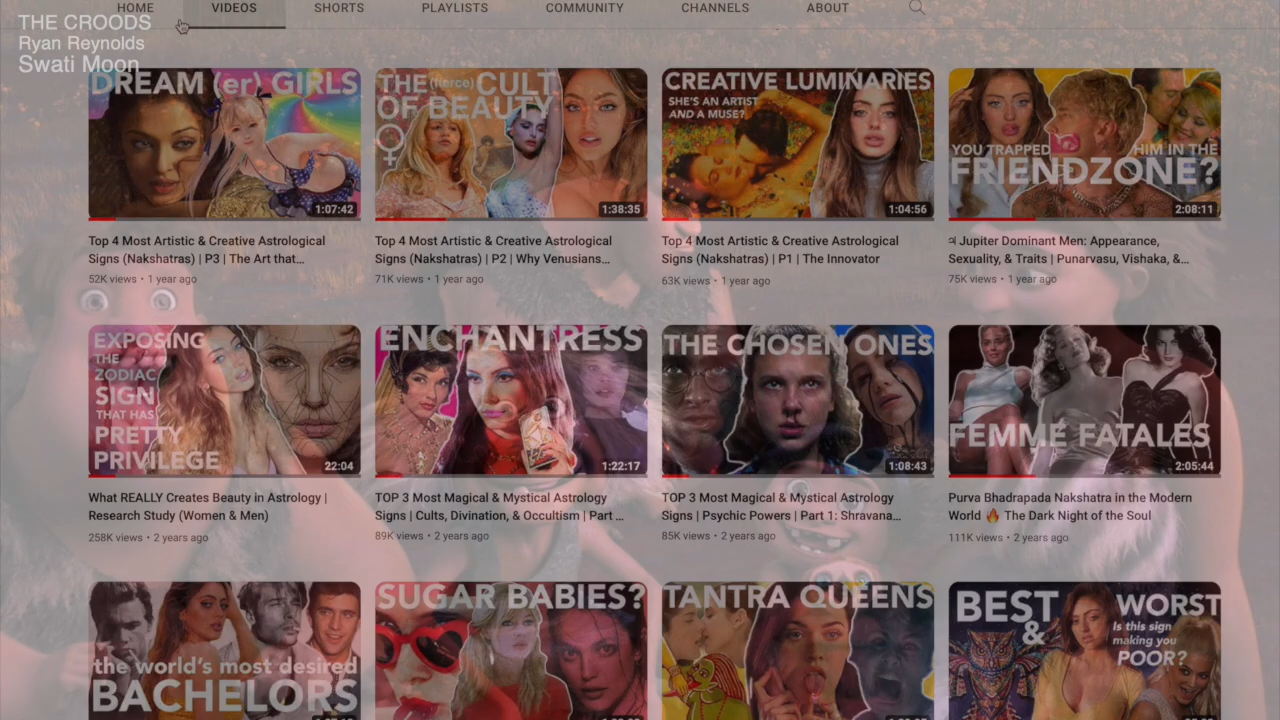 HOME
VIDEOS
SHORTS
PLAYLISTS
COMMUNITY
CHANNELS
ABOUT
THE CROODS
Ryan Reynolds
Swati Moon
DREAM (er) GIRLS
1:07:42
THE (fierce) CULT
OF BEAUTY
1:38:35
CREATIVE LUMINARIES
SHE'S AN ARTIST
AND A MUSE?
1:04:56
YOU TRAPPED HIM IN THE
FRIENDZONE?
2:08:11
Top 4 Most Artistic & Creative Astrological
Signs (Nakshatras) | P3 | The Art that...
52K views • 1 year ago
Top 4 Most Artistic & Creative Astrological
Signs (Nakshatras) | P2 | Why Venusians...
71K views • 1 year ago
Top 4 Most Artistic & Creative Astrological
Signs (Nakshatras) | P1 | The Innovator
63K views • 1 year ago
♃ Jupiter Dominant Men: Appearance,
Sexuality, & Traits | Punarvasu, Vishaka, &...
75K views • 1 year ago
EXPOSING
THE
ZODIAC
SIGN
THAT HAS
PRETTY
PRIVILEGE
22:04
ENCHANTRESS
1:22:17
THE CHOSEN ONES
1:08:43
FEMME FATALES
2:05:44
What REALLY Creates Beauty in Astrology |
Research Study (Women & Men)
258K views • 2 years ago
TOP 3 Most Magical & Mystical Astrology
Signs | Cults, Divination, & Occultism | Part ...
89K views • 2 years ago
TOP 3 Most Magical & Mystical Astrology
Signs | Psychic Powers | Part 1: Shravana...
85K views • 2 years ago
Purva Bhadrapada Nakshatra in the Modern
World 🔥 The Dark Night of the Soul
111K views • 2 years ago
the world's most desired
BACHELORS
SUGAR BABIES?
TANTRA QUEENS
BEST
&
WORST
Is this sign
making you
POOR?